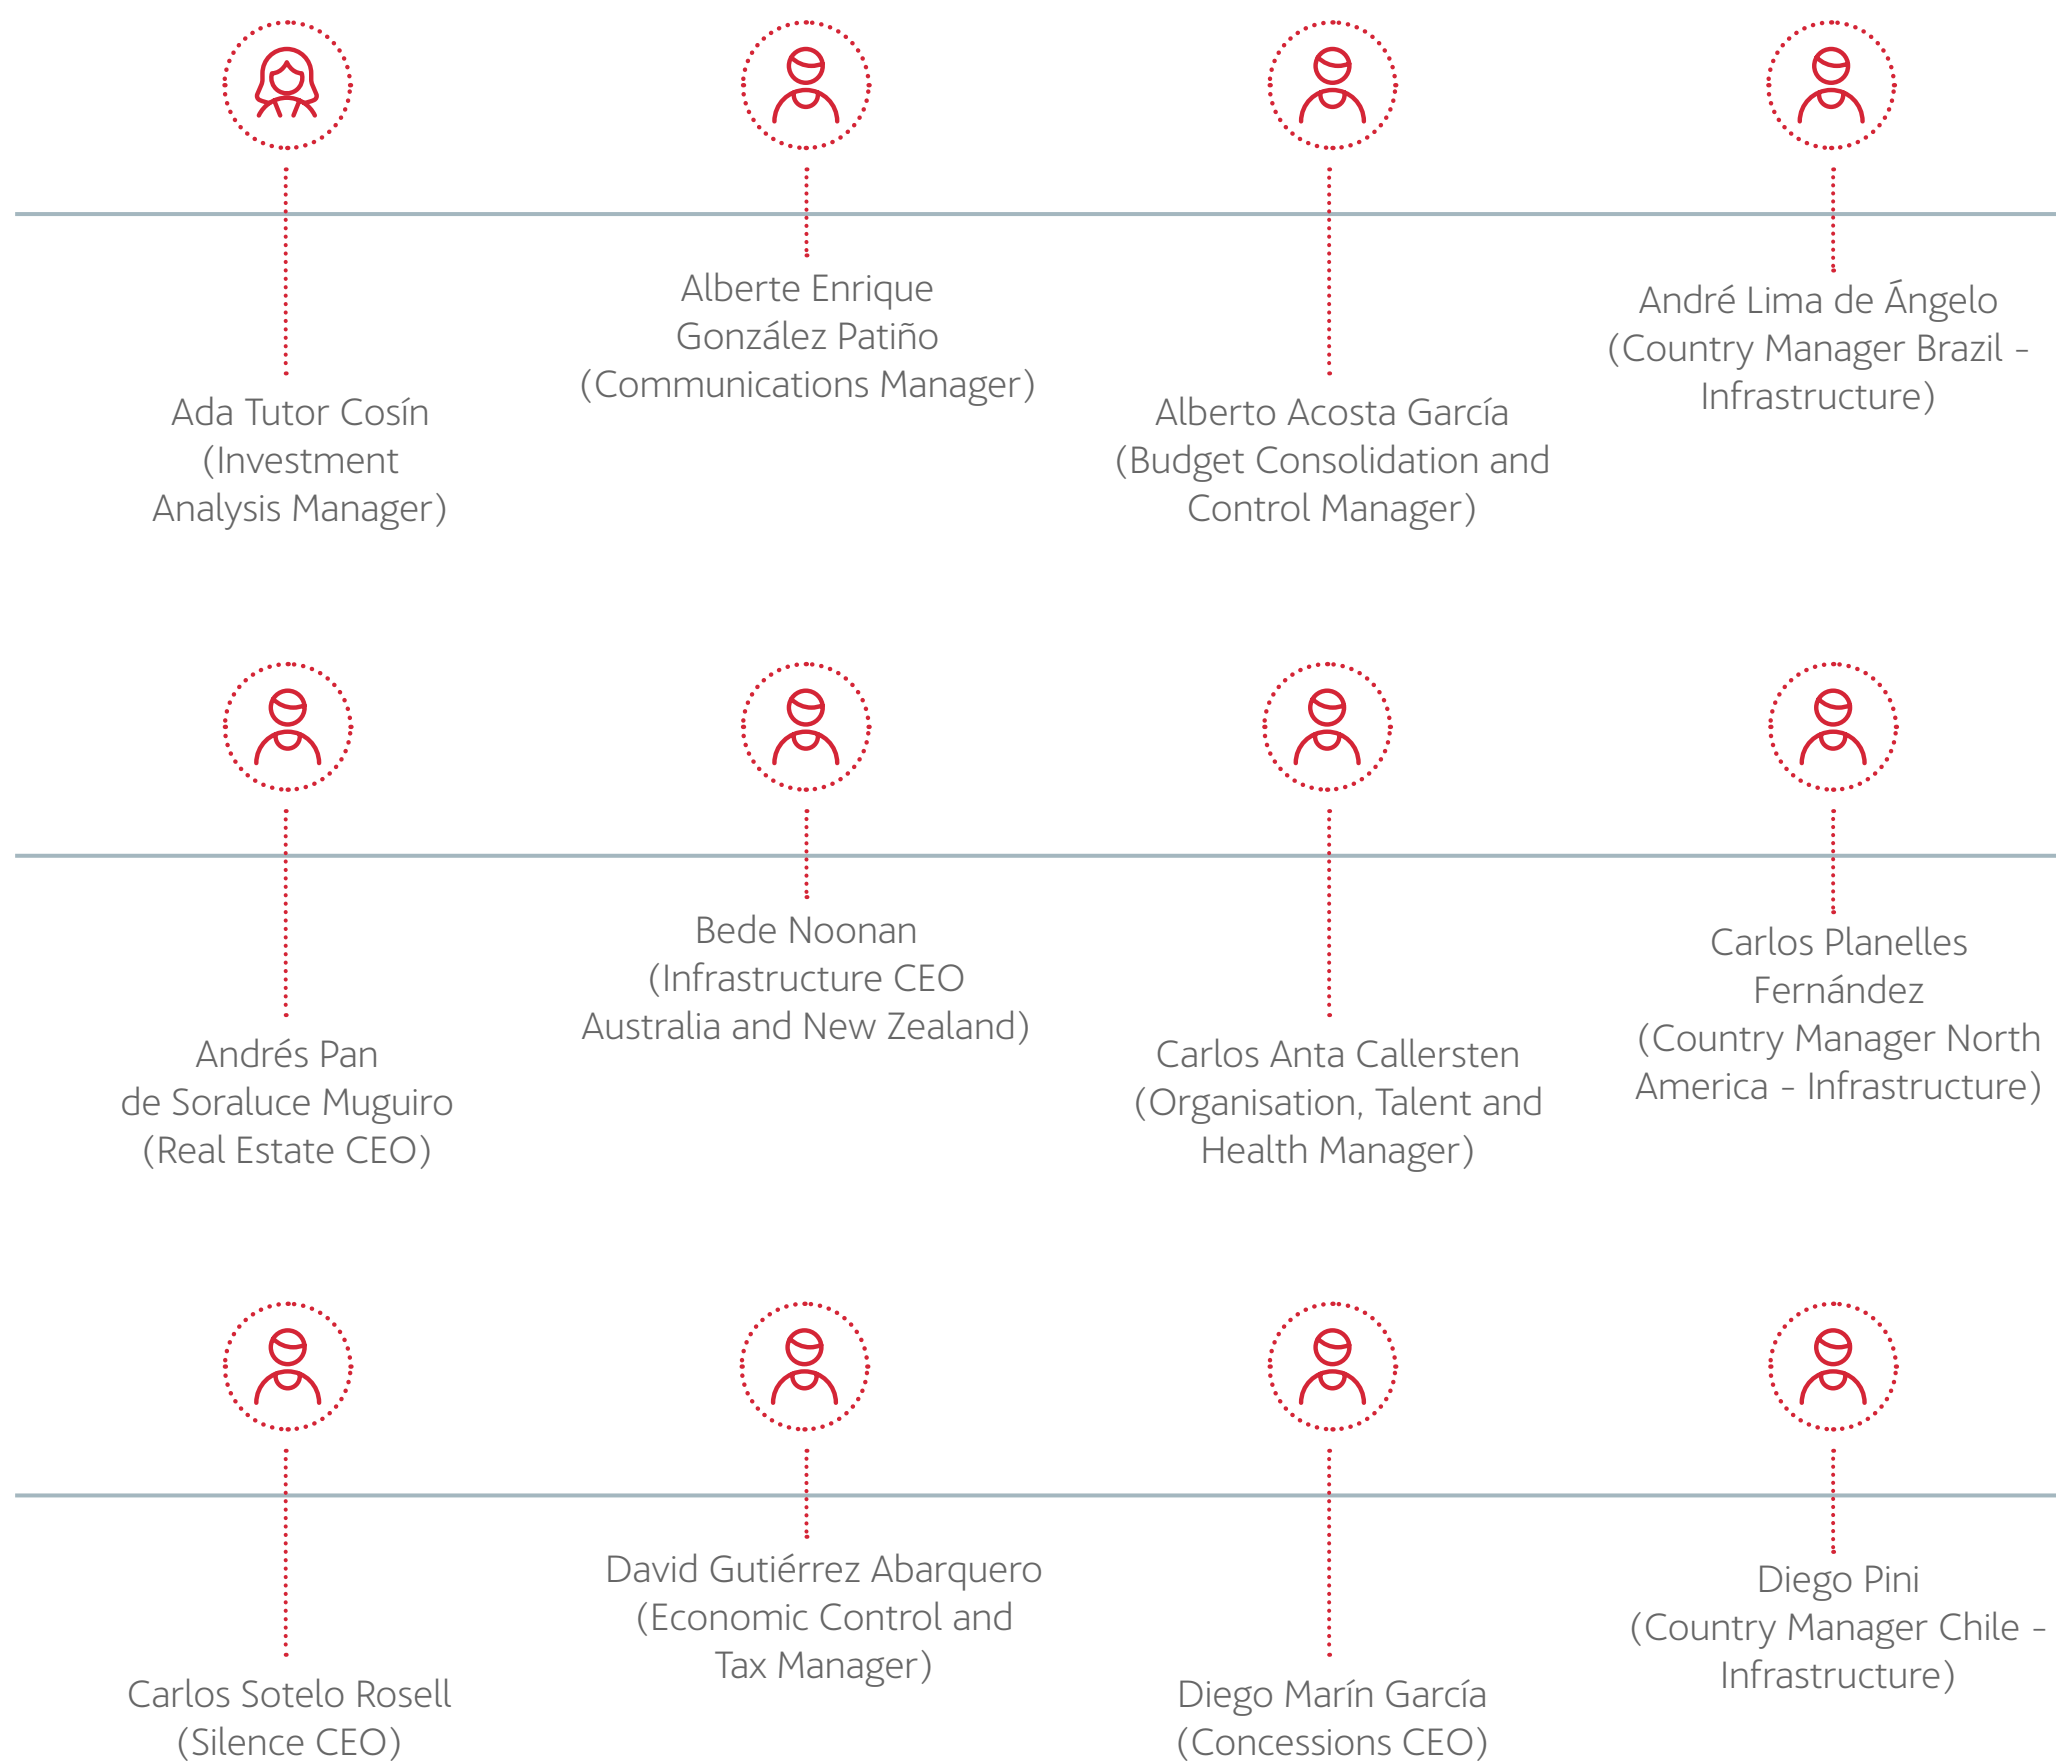 Ada Tutor Cosín
(Investment
Analysis Manager)
Alberte Enrique
González Patiño
(Communications Manager)
Alberto Acosta García
(Budget Consolidation and
Control Manager)
André Lima de Ángelo
(Country Manager Brazil -
Infrastructure)
Andrés Pan
de Soraluce Muguiro
(Real Estate CEO)
Bede Noonan
(Infrastructure CEO
Australia and New Zealand)
Carlos Anta Callersten
(Organisation, Talent and
Health Manager)
Carlos Planelles
Fernández
(Country Manager North
America - Infrastructure)
Carlos Sotelo Rosell
(Silence CEO)
David Gutiérrez Abarquero
(Economic Control and
Tax Manager)
Diego Marín García
(Concessions CEO)
Diego Pini
(Country Manager Chile -
Infrastructure)